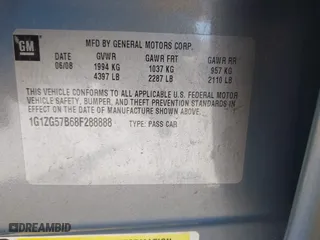 GM
MFD BY GENERAL MOTORS CORP.
DATE GVWR GAWR FRT GAWR RR
06/08 1994 KG 1037 KG 957 KG
4397 LB 2287 LB 2110 LB
THIS VEHICLE CONFORMS TO ALL APPLICABLE U.S. FEDERAL MOTOR
VEHICLE SAFETY, BUMPER, AND THEFT PREVENTION STANDARDS
IN EFFECT ON THE DATE OF MANUFACTURE SHOWN ABOVE.
1G1ZG57B68F288888 TYPE: PASS CAR
DREAMBID